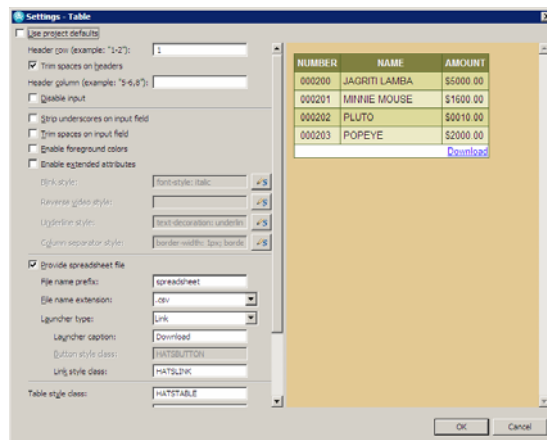 Settings - Table
Use project defaults
Header row (example: "1-2"): 1
Trim spaces on headers
Header column (example: "5-6,8"):
Disable input
Strip underscores on input field
Trim spaces on input field
Enable foreground colors
Enable extended attributes
Blink style: font-style: italic
Reverse video style:
Underline style: text-decoration: underlin
Column separator style: border-width: 1px; borde
Provide spreadsheet file
File name prefix: spreadsheet
File name extension: .csv
Launcher type: Link
Launcher caption: Download
Button style class: HATSBUTTON
Link style class: HATSLINK
Table style class: HATSTABLE
NUMBER NAME AMOUNT
000200 JAGRITI LAMBA $5000.00
000201 MINNIE MOUSE $1600.00
000202 PLUTO $0010.00
000203 POPEYE $2000.00
Download
OK Cancel